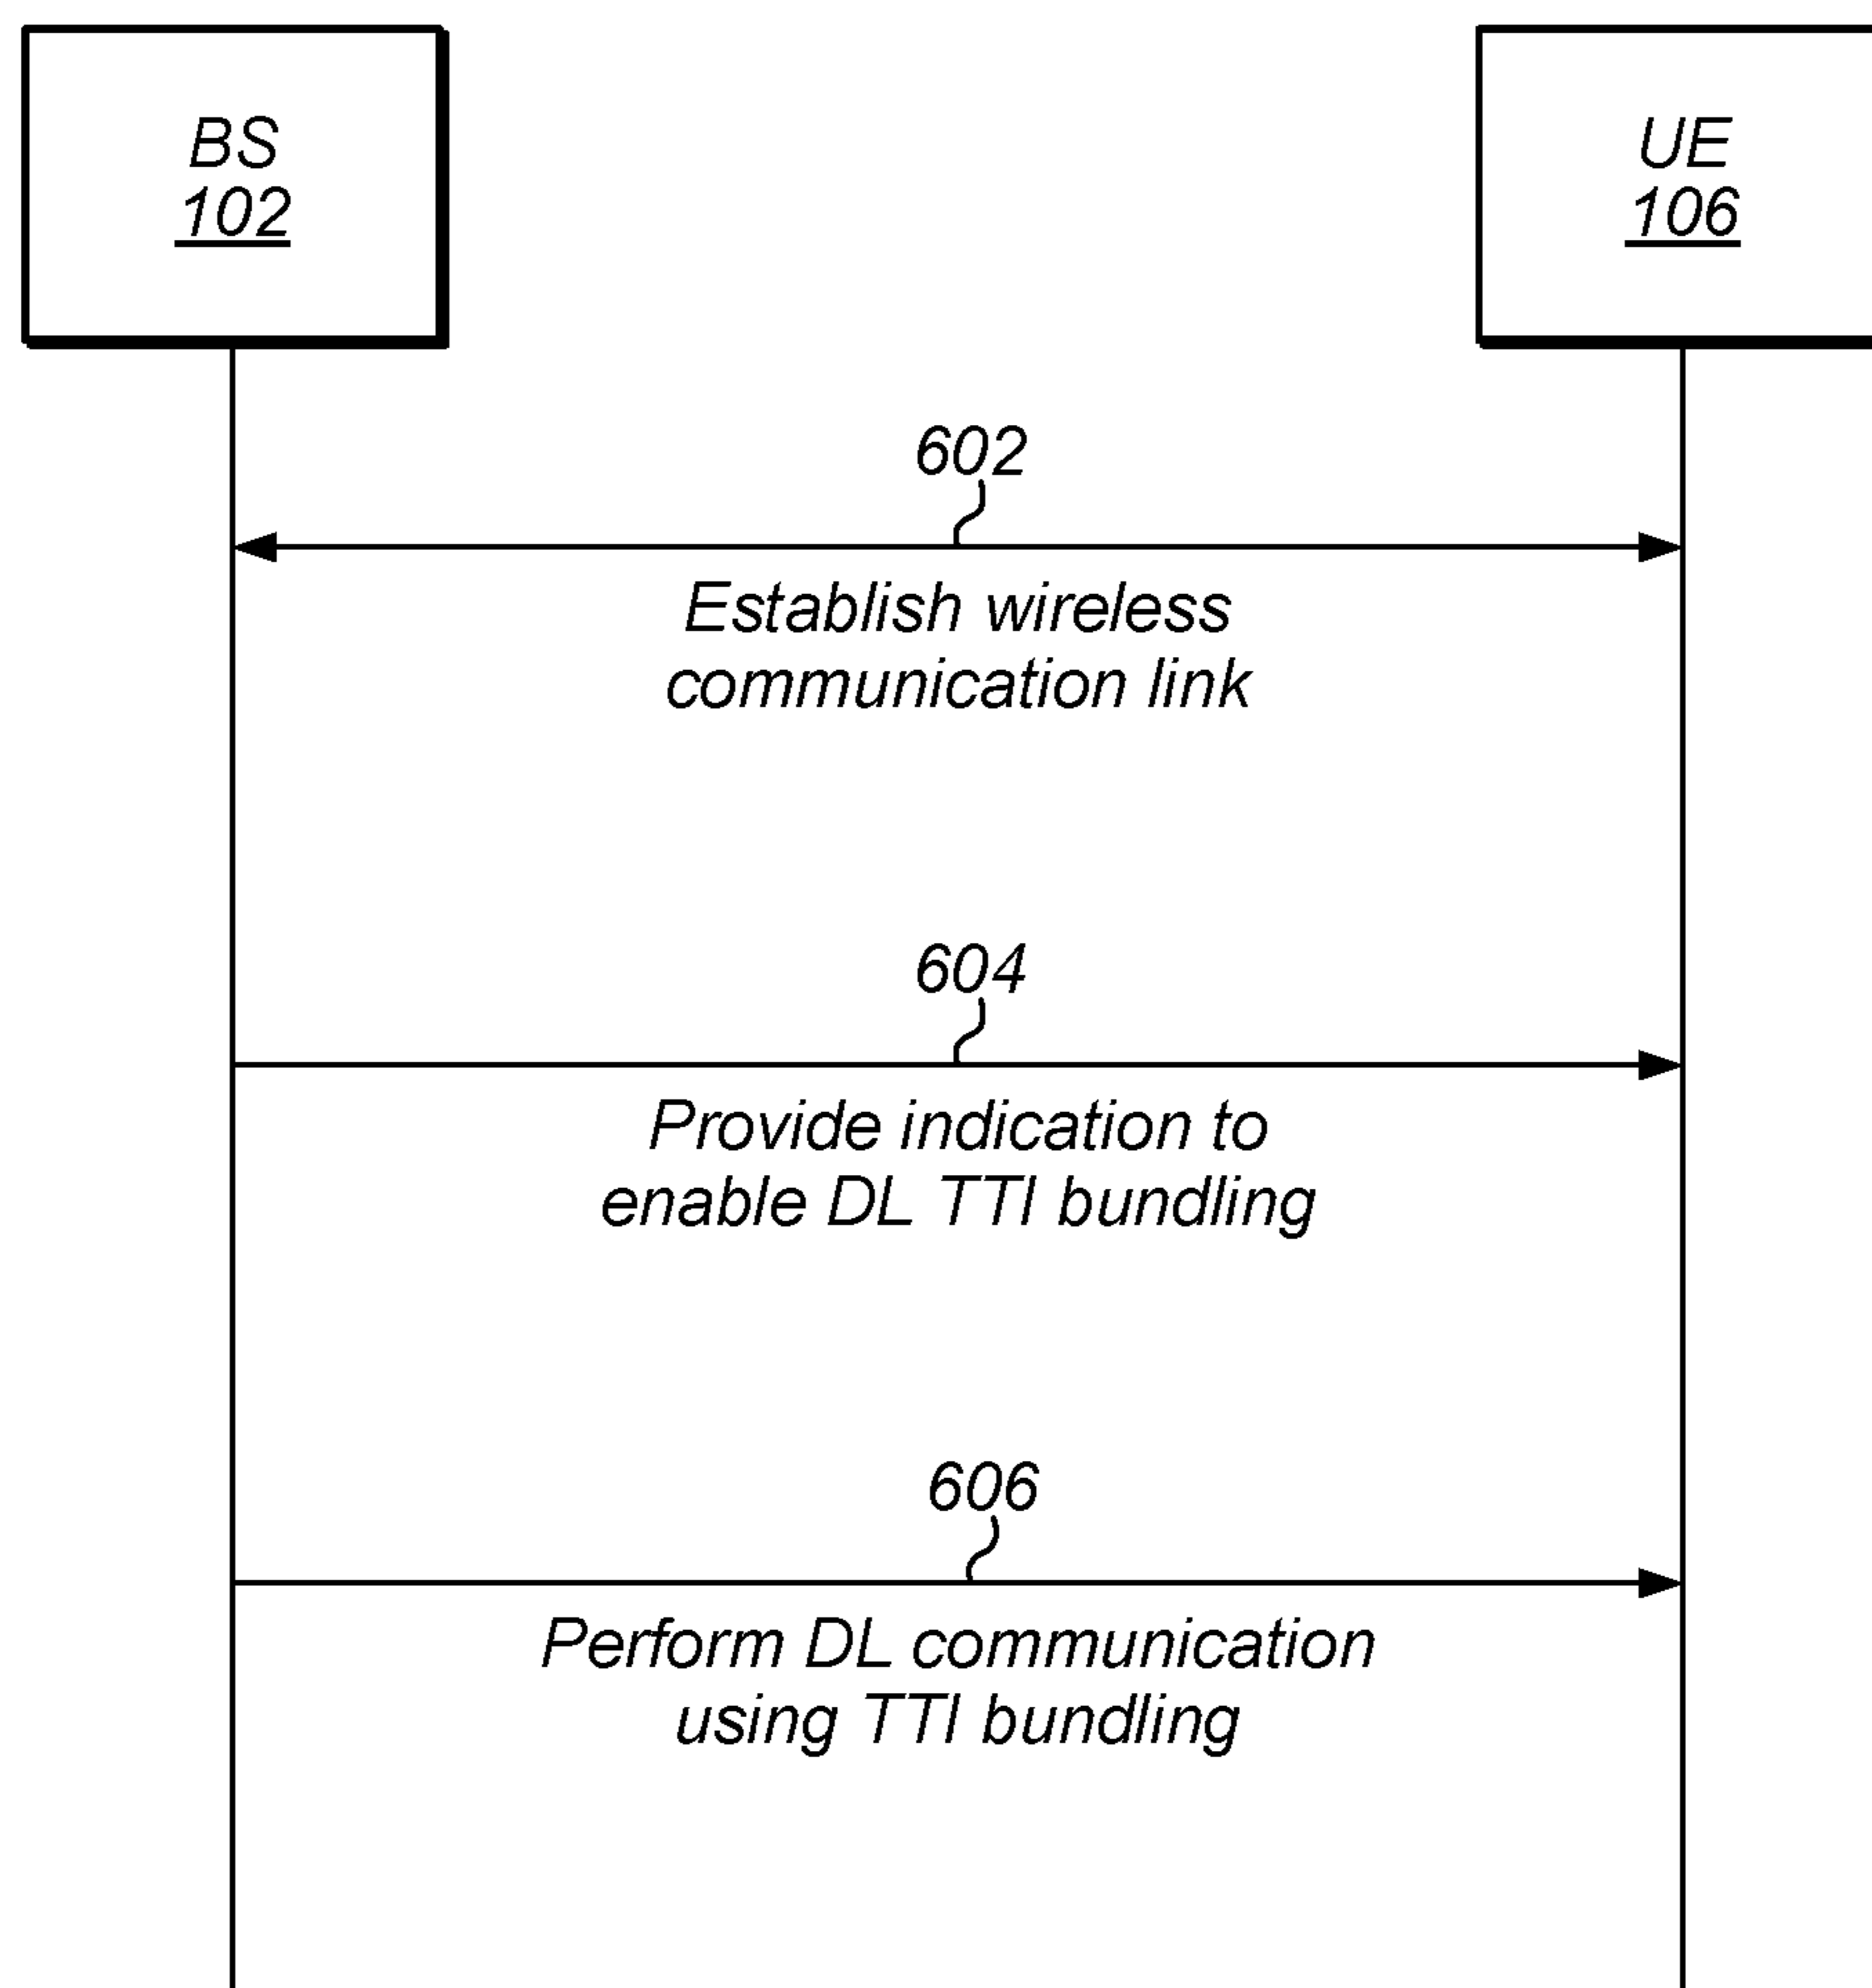 BS
102
UE
106
602
Establish wireless
communication link
604
Provide indication to
enable DL TTI bundling
606
Perform DL communication
using TTI bundling